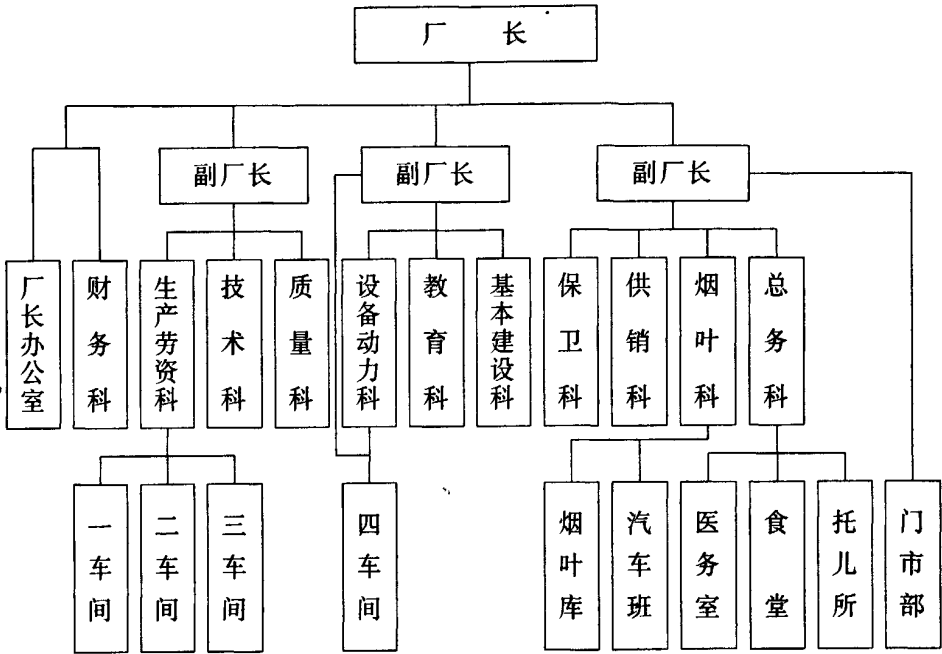 厂长
副厂长
副厂长
副厂长
厂长办公室
财务科
生产劳资科
技术科
质量科
设备动力科
教育科
基本建设科
保卫科
供销科
烟叶科
总务科
一车间
二车间
三车间
四车间
烟叶库
汽车班
医务室
食堂
托儿所
门市部